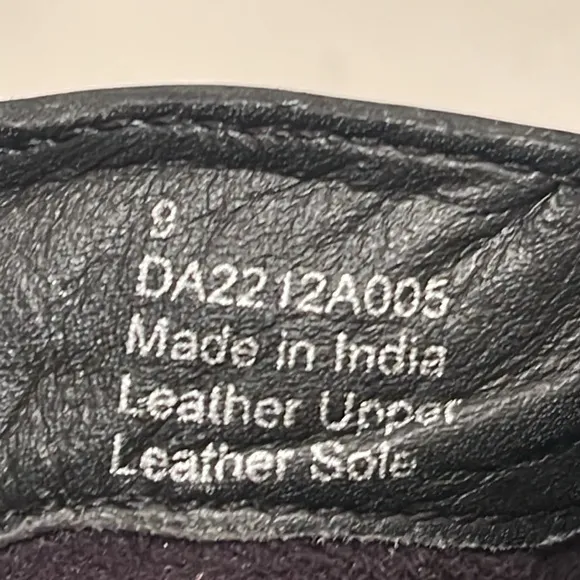 9
DA2212A005
Made in India
Leather Upper
Leather Sole